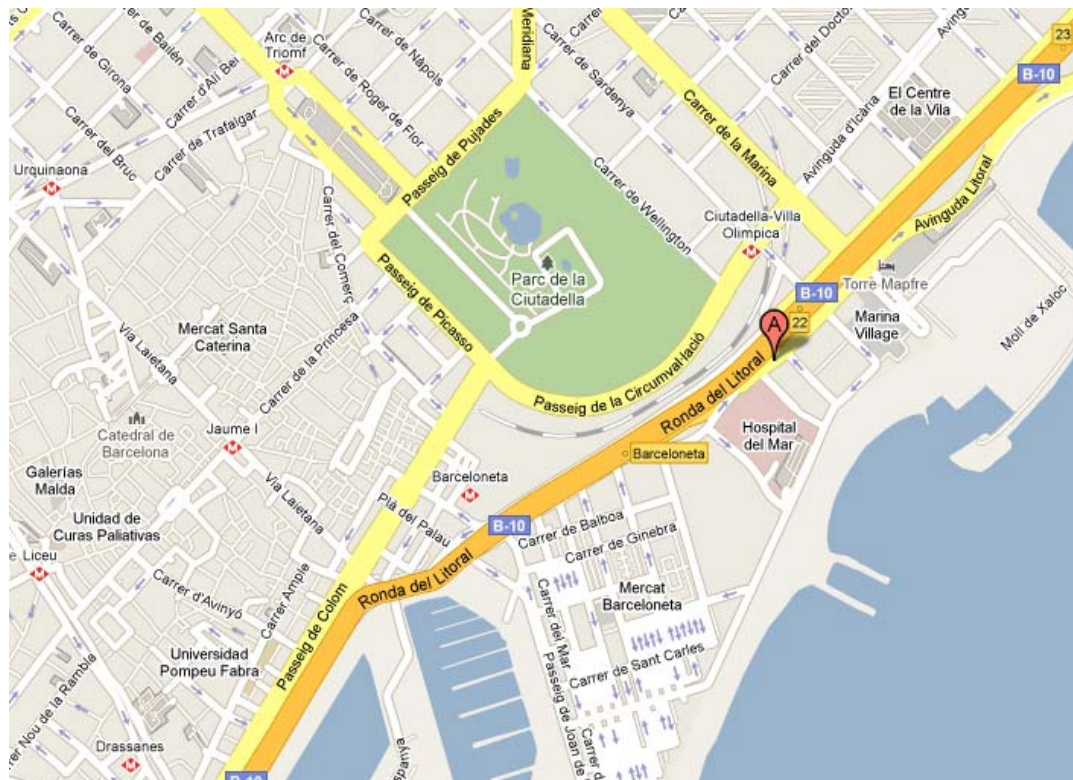 Carrer de Bailén
Carrer de Girona
Carrer d'Alí Bei
Arc de
Triomf
Carrer de Nàpols
Carrer de Roger de Flor
Meridiana
Carrer de Sardenya
Carrer del Doctor
Avinguda
23
B-10
El Centre
de la Vila
Carrer del Bruc
Carrer de Trafalgar
Passeig de Pujades
Carrer de la Marina
Avinguda d'Icària
Urquinaona
Carrer de Wellington
Avinguda Litoral
Ciutadella-Villa
Olimpica
Carrer del Comerç
Passeig de Picasso
Parc de la
Ciutadella
B-10
Torre Mapfre
22
A
Marina
Village
Moll de Xaloc
Via Laietana
Mercat Santa
Caterina
Carrer de la Princesa
Passeig de la Circumval·lació
Ronda del Litoral
Catedral de
Barcelona
Jaume I
Hospital
del Mar
Barceloneta
Galerías
Malda
Barceloneta
Via Laietana
Plà del Palau
B-10
Unidad de
Curas Paliativas
Carrer de Balboa
Carrer de Ginebra
e Liceu
Ronda del Litoral
Carrer d'Avinyó
Carrer Ample
Passeig de Colom
Mercat
Barceloneta
Carrer del Mar
Universidad
Pompeu Fabra
Carrer de Sant Carles
Passeig de Joan de
Carrer Nou de la Rambla
Drassanes
Carrer d
B-10